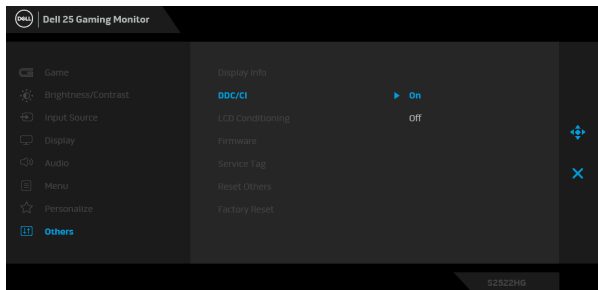 DELL Dell 25 Gaming Monitor
Game
Brightness/Contrast
Input Source
Display
Audio
Menu
Personalize
Others
Display Info
DDC/CI On
LCD Conditioning Off
Firmware
Service Tag
Reset Others
Factory Reset
S2522HG